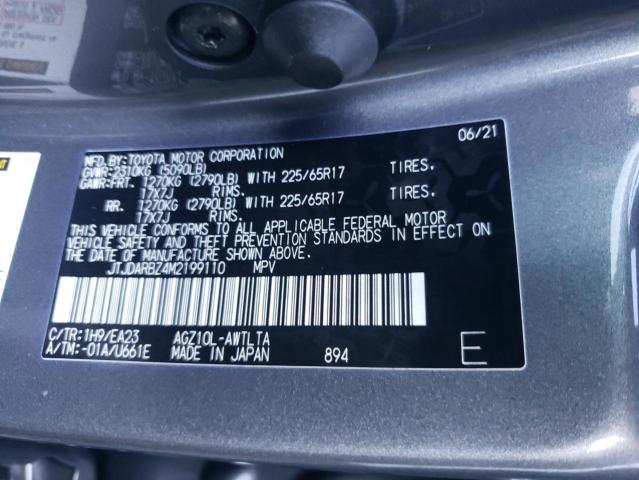 MFD.BY:TOYOTA MOTOR CORPORATION 06/21
GVWR:2310KG (5090LB)
GAWR:FRT. 1270KG (2790LB) WITH 225/65R17 TIRES.
17X7J RIMS.
RR. 1270KG (2790LB) WITH 225/65R17 TIRES.
17X7J RIMS.
THIS VEHICLE CONFORMS TO ALL APPLICABLE FEDERAL MOTOR
VEHICLE SAFETY AND THEFT PREVENTION STANDARDS IN EFFECT ON
THE DATE OF MANUFACTURE SHOWN ABOVE.
JTJDARBZ4M2199110 MPV
C/TR:1H9/EA23 AGZ10L-AWTLTA
A/TM:-01A/U661E MADE IN JAPAN 894 E